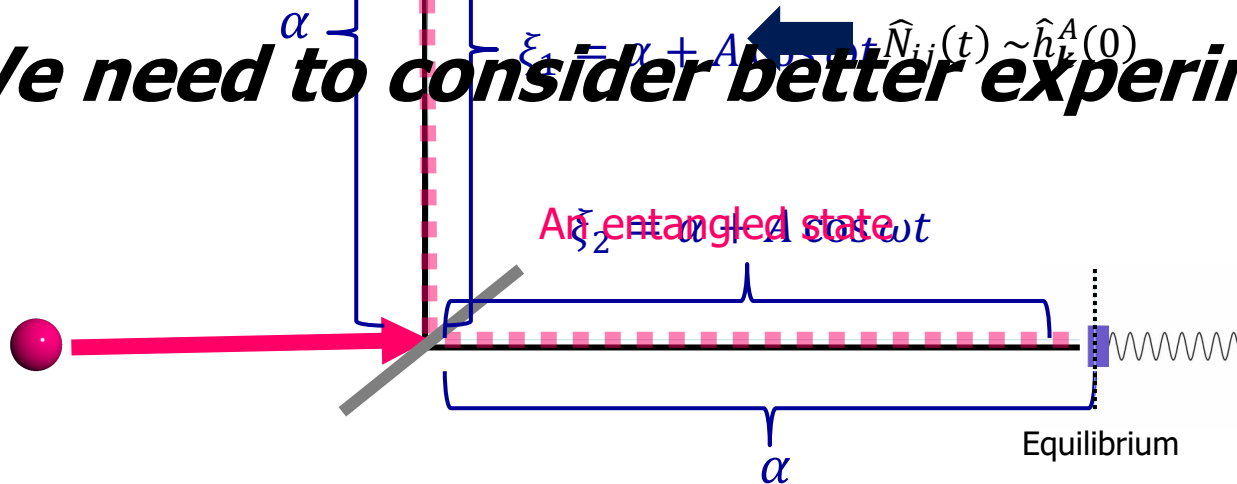 α
ξ₁ = α + A cos ωt
N̂ᵢⱼ(t) ~ĥₖᴬ(0)
We need to consider better experim
An entangled state
ξ₂ = α + A cos ωt
α
Equilibrium